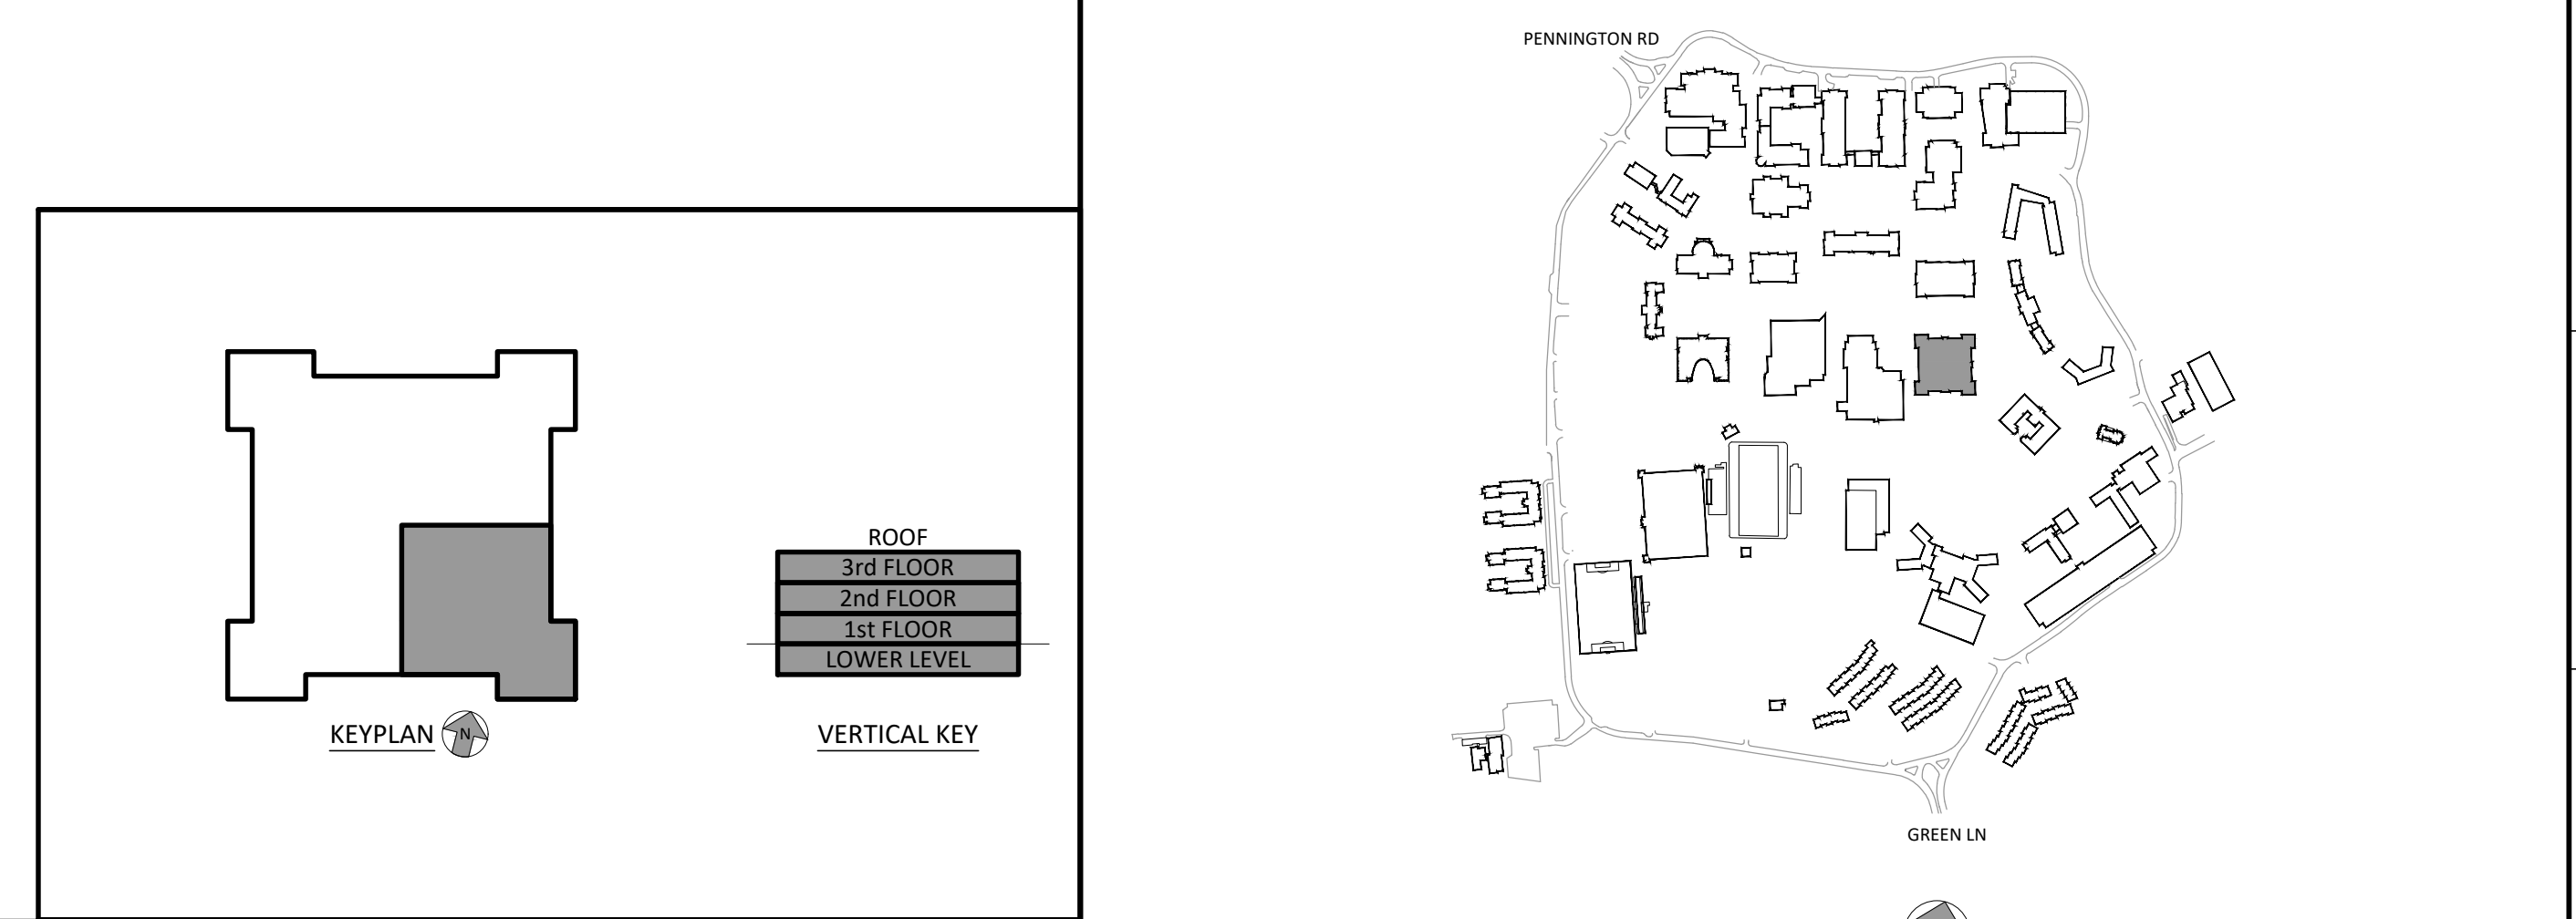 PENNINGTON RD
ROOF
3rd FLOOR
2nd FLOOR
1st FLOOR
LOWER LEVEL
KEYPLAN
N
VERTICAL KEY
GREEN LN